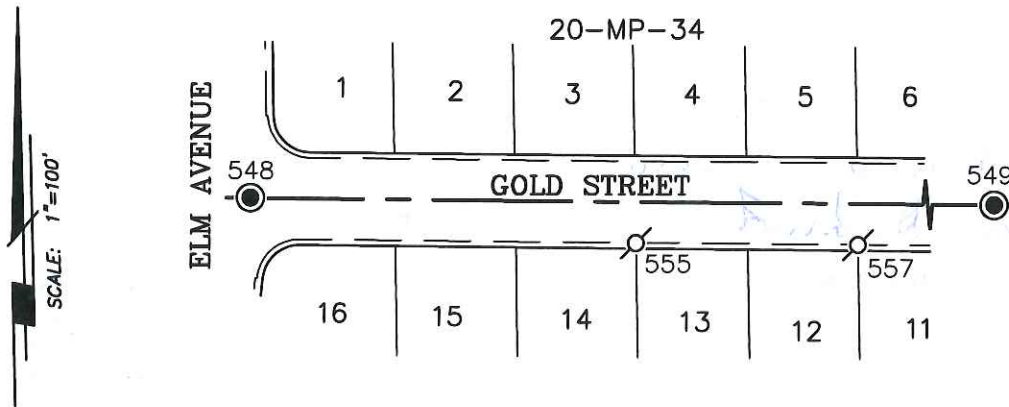 20-MP-34
1 2 3 4 5 6
ELM AVENUE
548
GOLD STREET
549
555
557
16 15 14 13 12 11
SCALE: 1"=100'